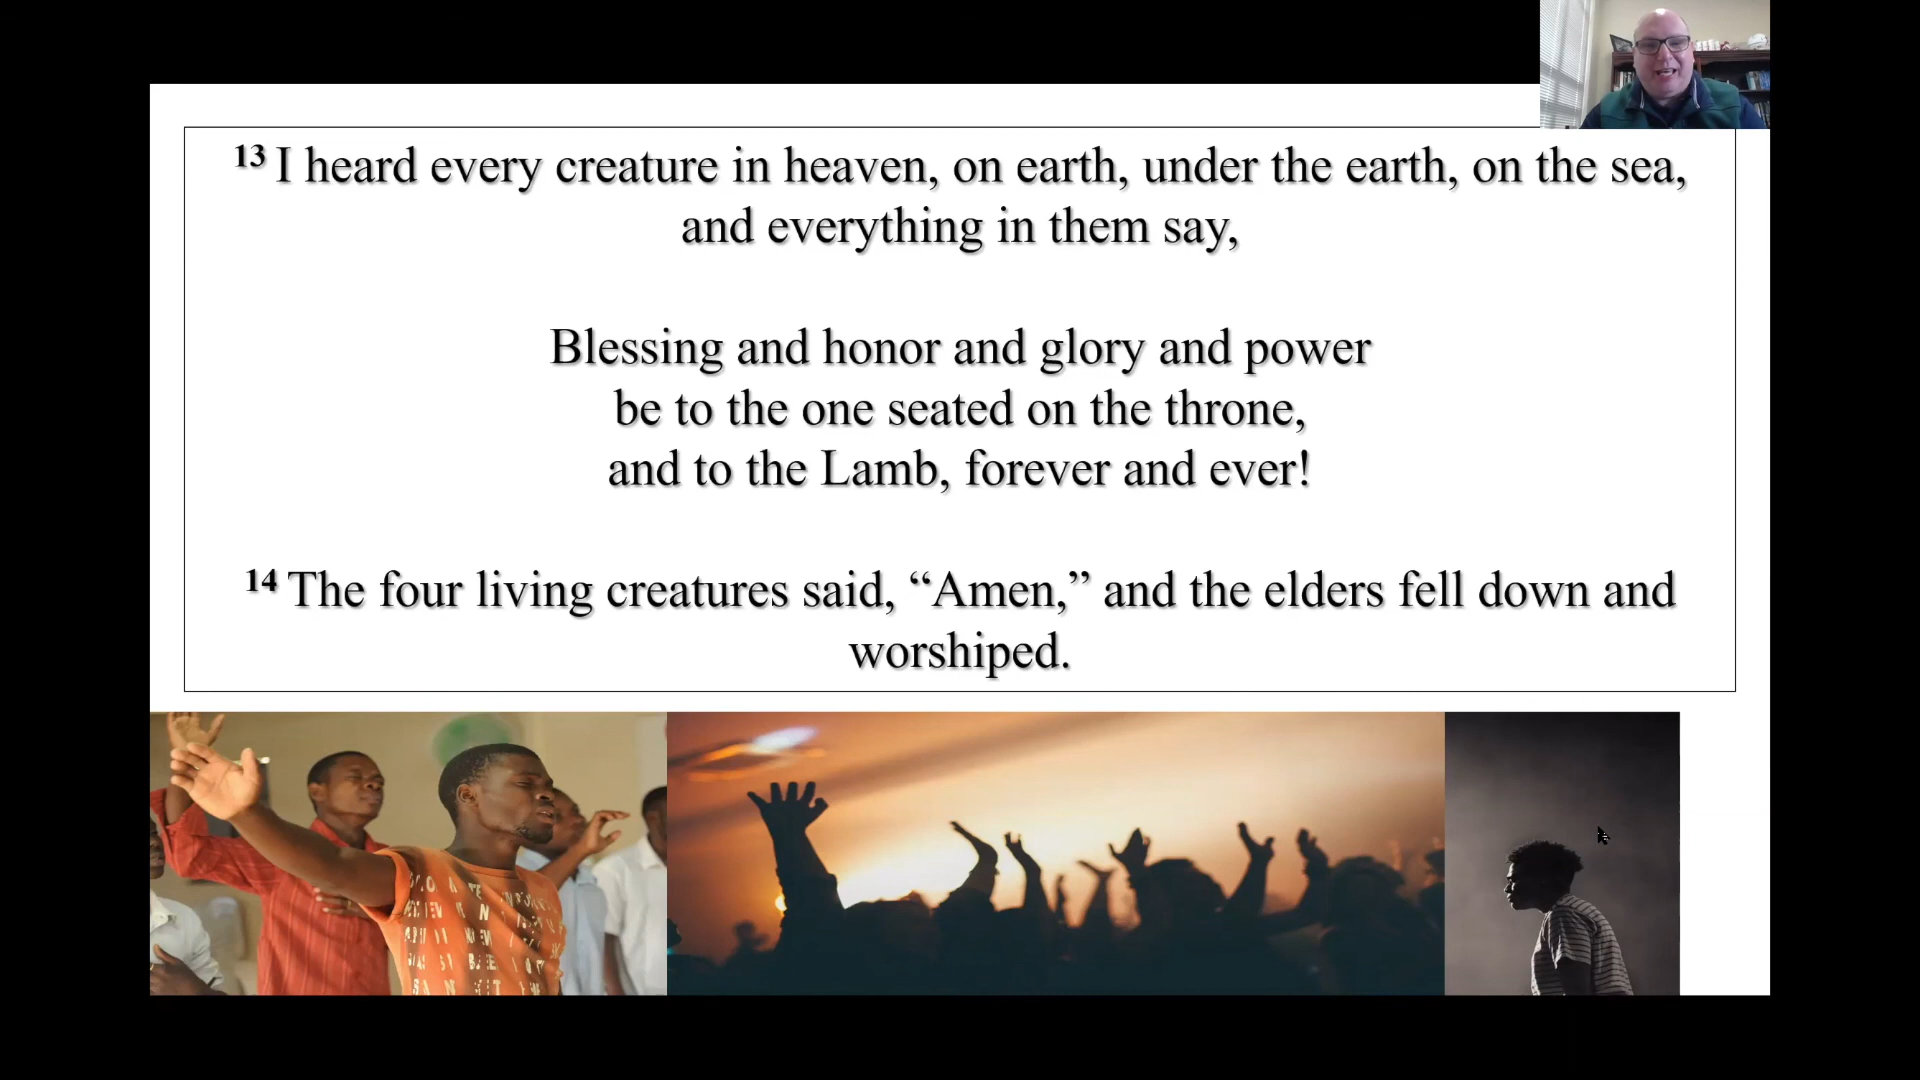 13 I heard every creature in heaven, on earth, under the earth, on the sea,
and everything in them say,
Blessing and honor and glory and power
be to the one seated on the throne,
and to the Lamb, forever and ever!
14 The four living creatures said, “Amen,” and the elders fell down and
worshiped.